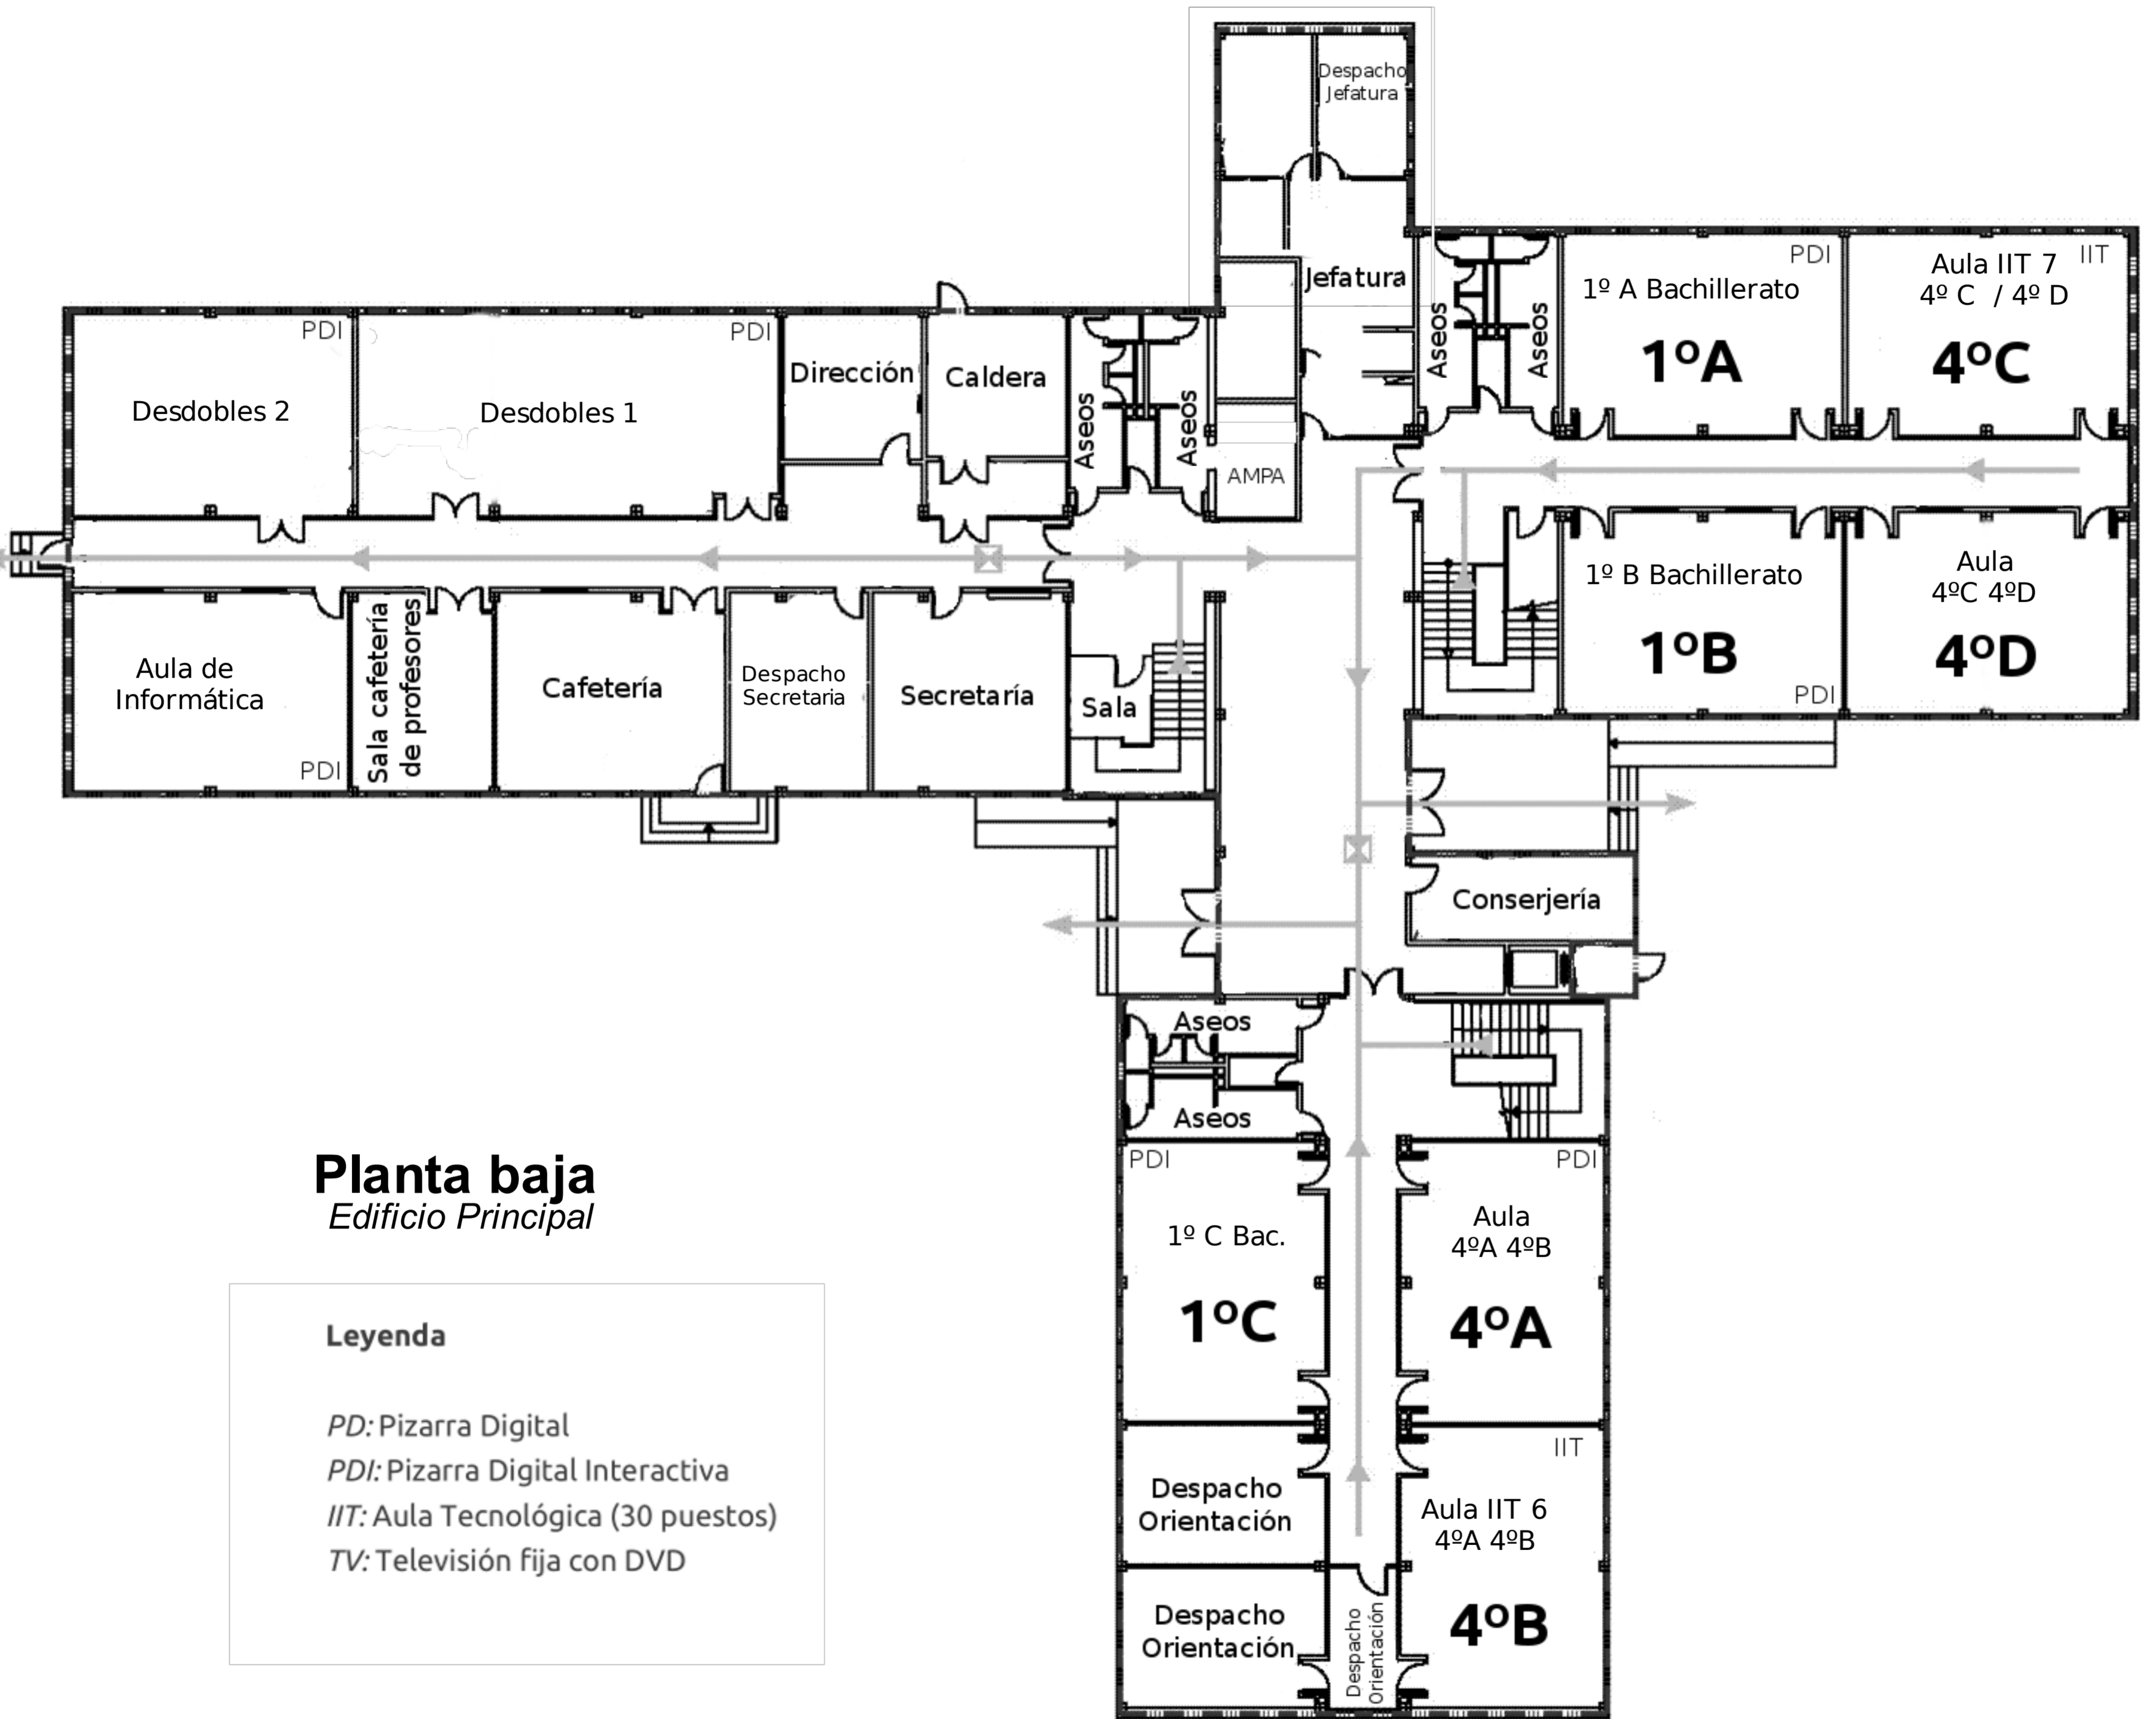 Despacho
Jefatura
Jefatura
Aseos
Aseos
PDI
1º A Bachillerato
1ºA
IIT
Aula IIT 7
4º C / 4º D
4ºC
PDI
Desdobles 2
PDI
Desdobles 1
Dirección
Caldera
Aseos
Aseos
AMPA
1º B Bachillerato
1ºB
PDI
Aula
4ºC 4ºD
4ºD
Aula de
Informática
PDI
Sala cafetería
de profesores
Cafetería
Despacho
Secretaria
Secretaría
Sala
Conserjería
Aseos
Aseos
PDI
1º C Bac.
1ºC
PDI
Aula
4ºA 4ºB
4ºA
Despacho
Orientación
IIT
Aula IIT 6
4ºA 4ºB
4ºB
Despacho
Orientación
Despacho
Orientación
Planta baja
Edificio Principal
Leyenda
PD: Pizarra Digital
PDI: Pizarra Digital Interactiva
IIT: Aula Tecnológica (30 puestos)
TV: Televisión fija con DVD